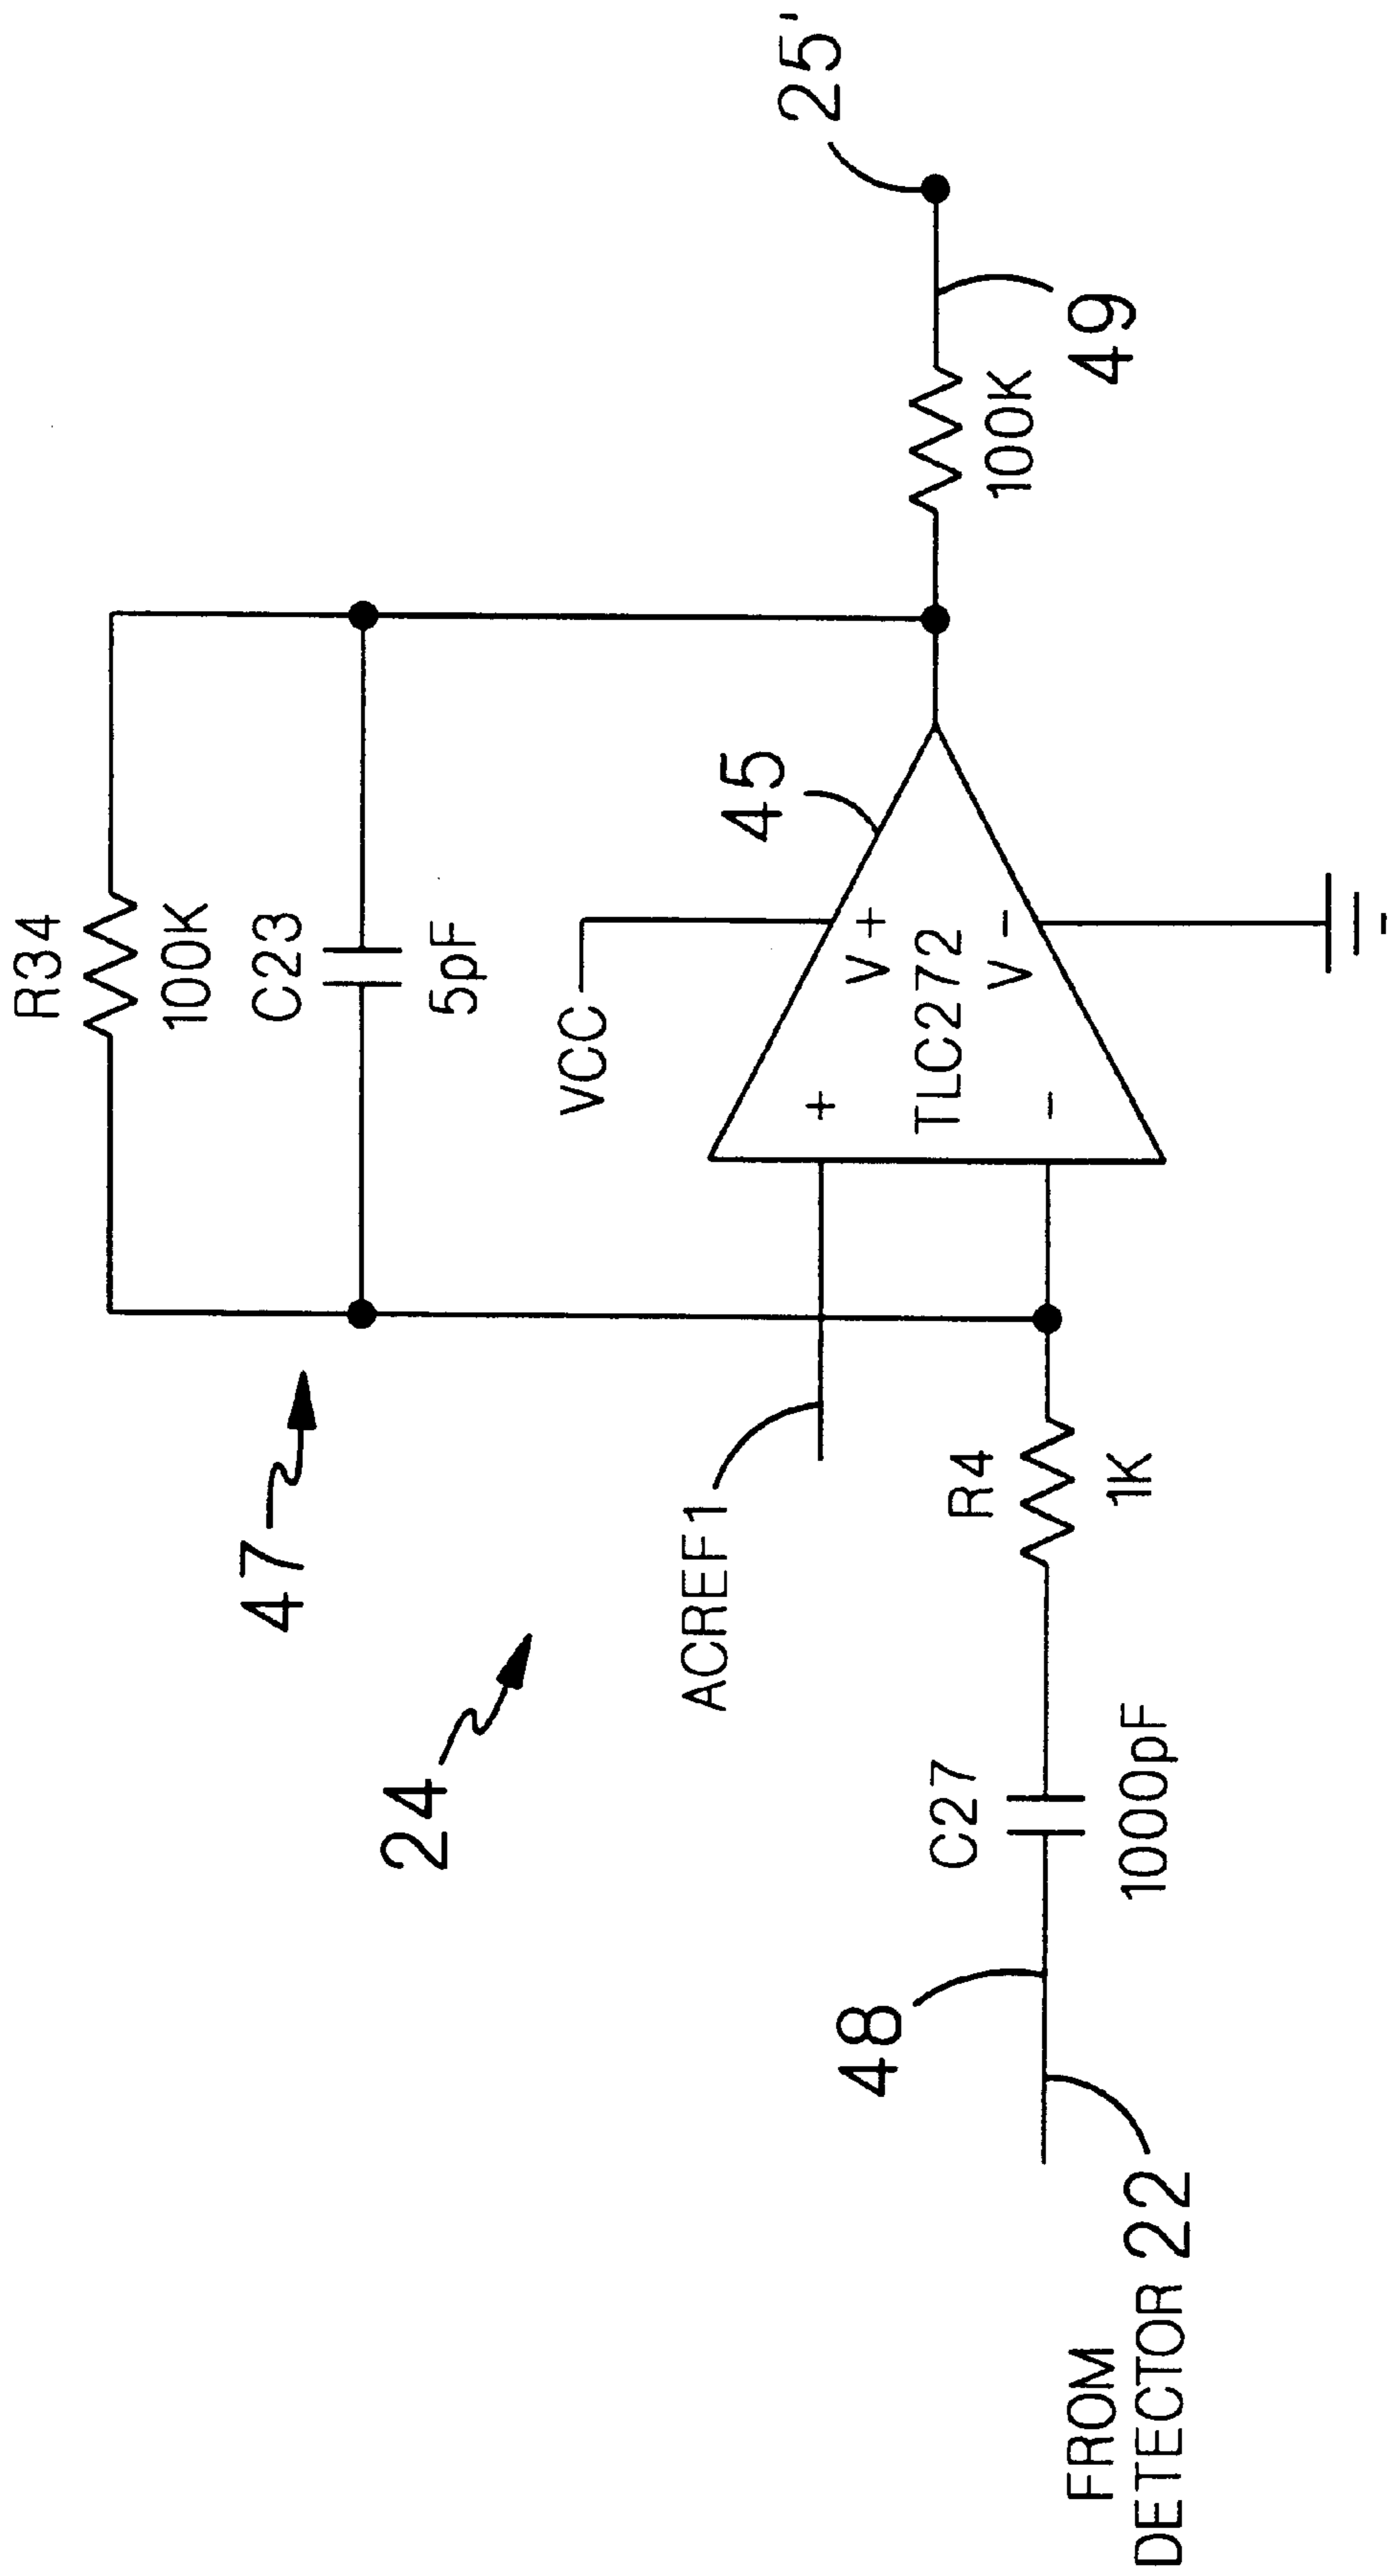 R34
100K
C23
5pF
47
24
VCC
45
25'
ACREF1
+
V+
TLC272
-
V-
100K
49
R4
1K
C27
1000pF
48
FROM
DETECTOR 22